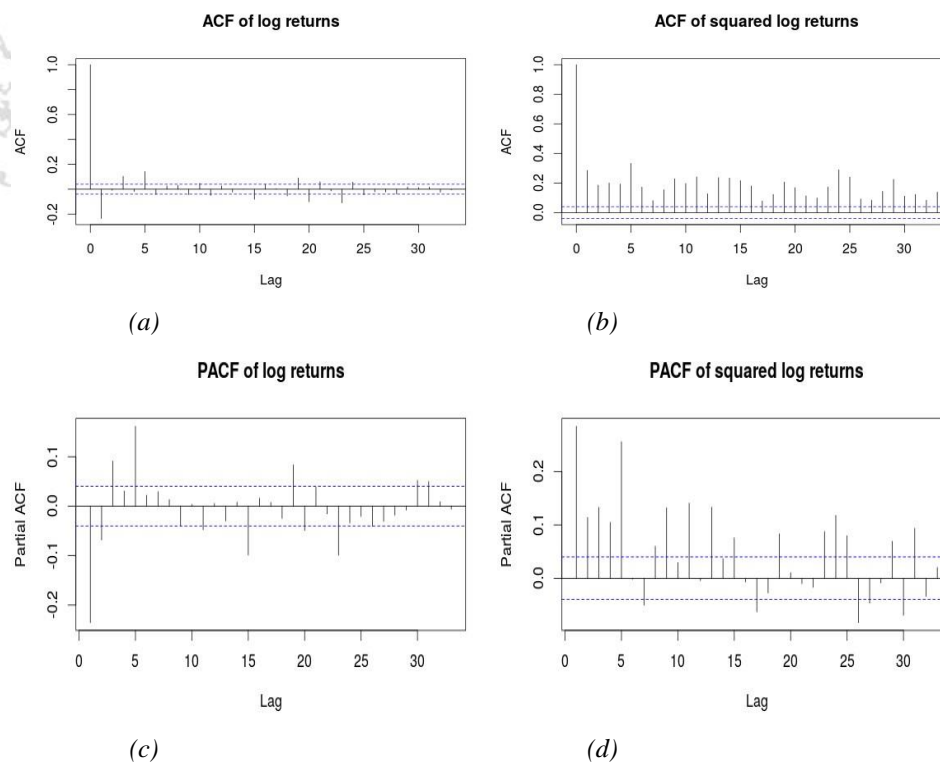 ACF of log returns
ACF
1.0
0.6
0.2
-0.2
0 5 10 15 20 25 30
Lag
(a)
ACF of squared log returns
ACF
1.0
0.8
0.6
0.4
0.2
0.0
0 5 10 15 20 25 30
Lag
(b)
PACF of log returns
Partial ACF
0.1
0.0
-0.1
-0.2
0 5 10 15 20 25 30
Lag
(c)
PACF of squared log returns
Partial ACF
0.2
0.1
0.0
0 5 10 15 20 25 30
Lag
(d)